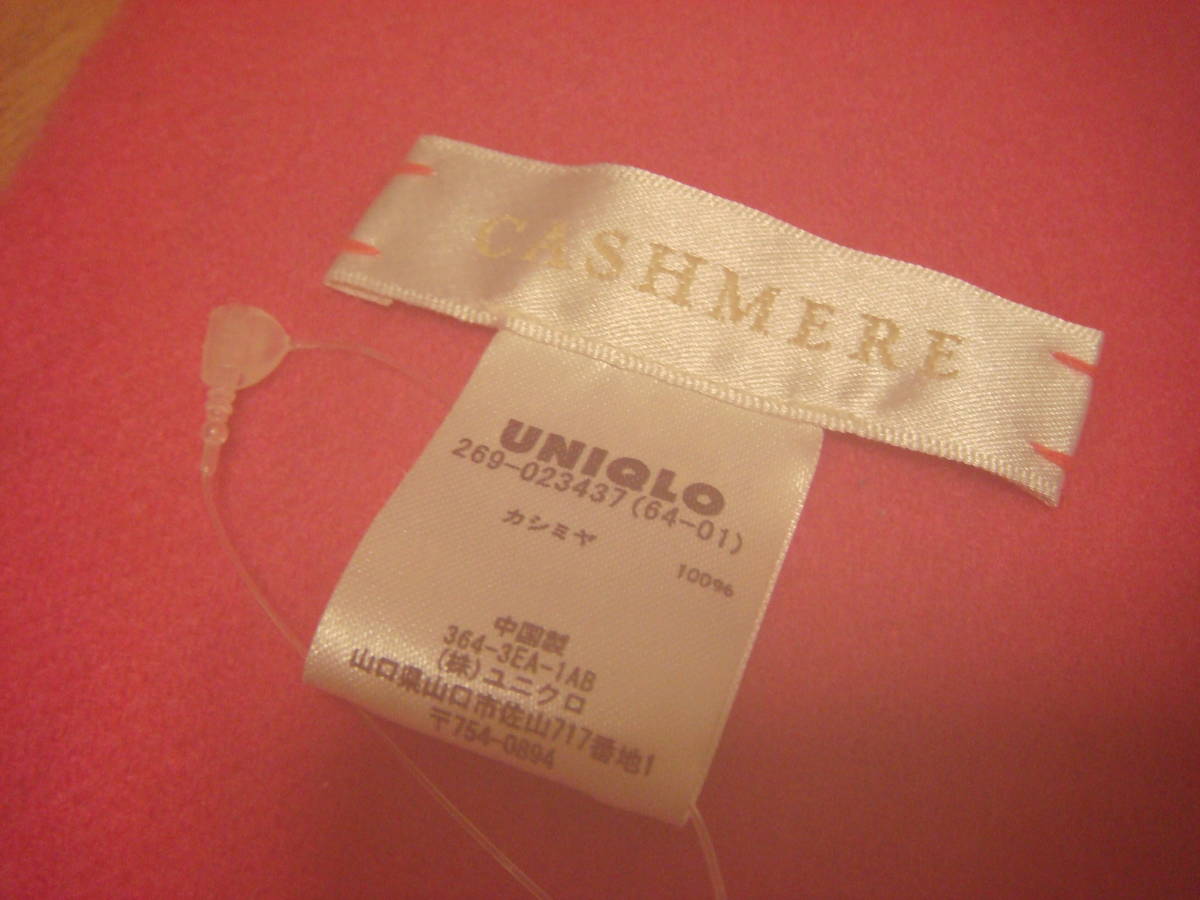 CASHMERE
UNIQLO
269-023437(64-01)
カシミヤ
100%
中国製
364-3EA-1AB
(株)ユニクロ
山口県山口市佐山717番地1
〒754-0894